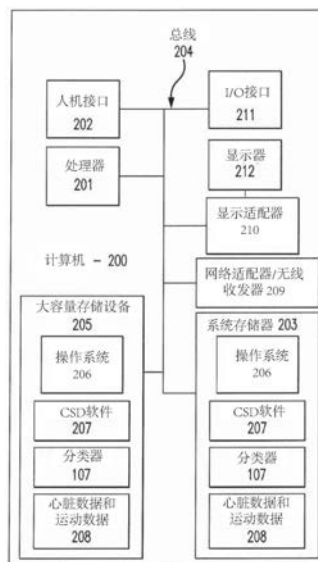 总线
204
人机接口
202
I/O接口
211
处理器
201
显示器
212
显示适配器
210
计算机 - 200
网络适配器/无线
收发器 209
大容量存储设备
205
操作系统
206
CSD软件
207
分类器
107
心脏数据和
运动数据
208
系统存储器 203
操作系统
206
CSD软件
207
分类器
107
心脏数据和
运动数据
208